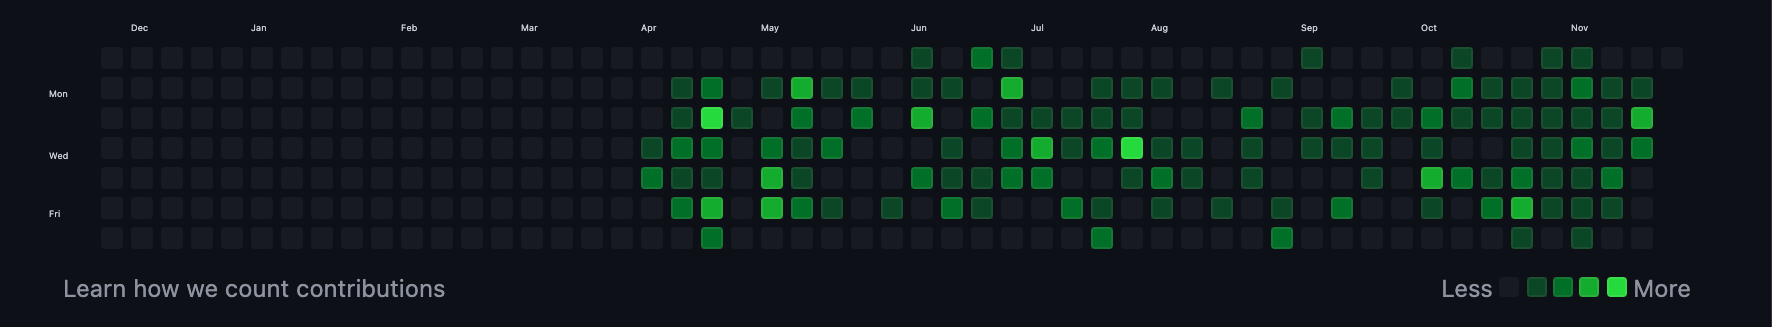 Dec Jan Feb Mar Apr May Jun Jul Aug Sep Oct Nov
Mon
Wed
Fri
Learn how we count contributions Less More